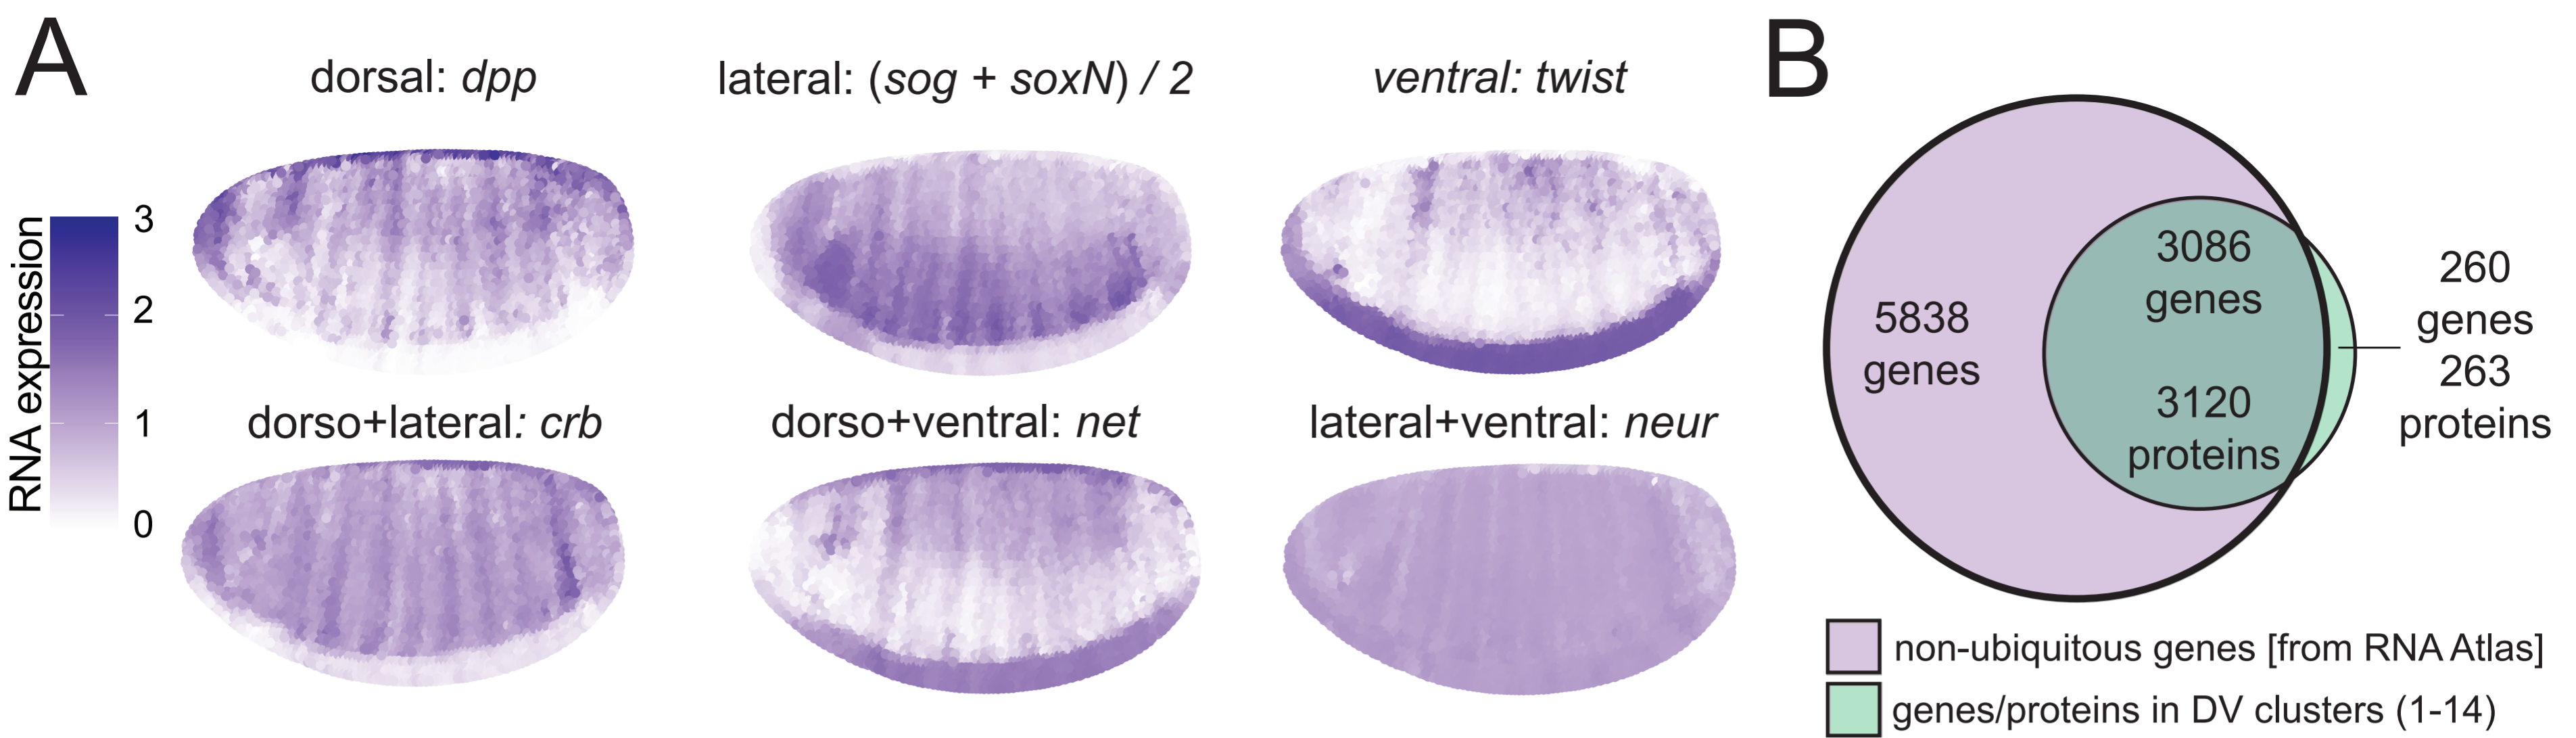 A
dorsal: dpp
lateral: (sog + soxN) / 2
ventral: twist
RNA expression
3
2
1
0
dorso+lateral: crb
dorso+ventral: net
lateral+ventral: neur
B
5838
genes
3086
genes
3120
proteins
260
genes
263
proteins
non-ubiquitous genes [from RNA Atlas]
genes/proteins in DV clusters (1-14)